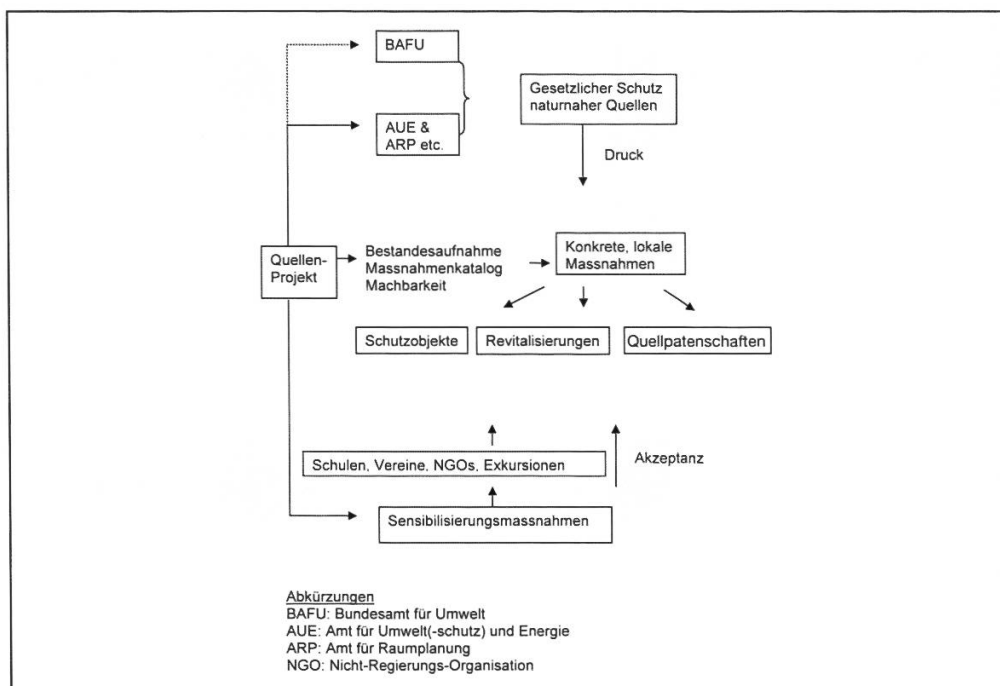 BAFU
Gesetzlicher Schutz
naturnaher Quellen
AUE &
ARP etc.
Druck
Quellen-
Projekt
Bestandesaufnahme
Massnahmenkatalog
Machbarkeit
Konkrete, lokale
Massnahmen
Schutzobjekte
Revitalisierungen
Quellpatenschaften
Schulen, Vereine, NGOs, Exkursionen
Akzeptanz
Sensibilisierungsmassnahmen
Abkürzungen
BAFU: Bundesamt für Umwelt
AUE: Amt für Umwelt(-schutz) und Energie
ARP: Amt für Raumplanung
NGO: Nicht-Regierungs-Organisation